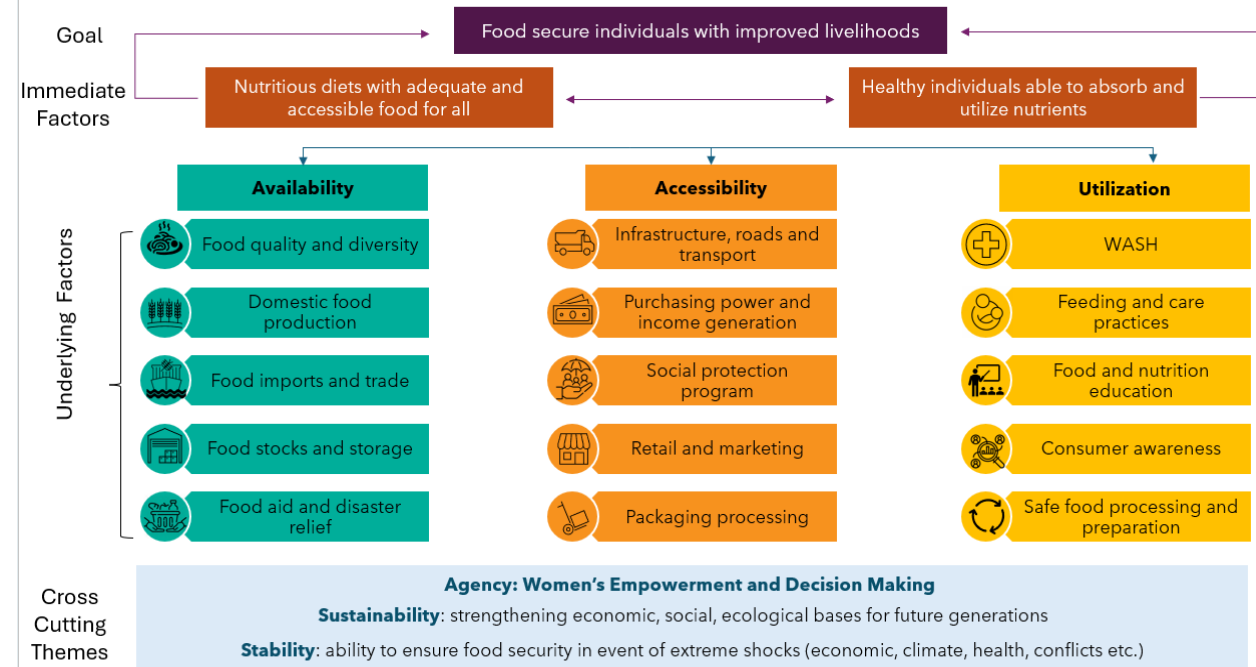 Goal
Food secure individuals with improved livelihoods
Immediate
Factors
Nutritious diets with adequate and
accessible food for all
Healthy individuals able to absorb and
utilize nutrients
Availability
Accessibility
Utilization
Underlying Factors
Food quality and diversity
Infrastructure, roads and
transport
WASH
Domestic food
production
Purchasing power and
income generation
Feeding and care
practices
Food imports and trade
Social protection
program
Food and nutrition
education
Food stocks and storage
Retail and marketing
Consumer awareness
Food aid and disaster
relief
Packaging processing
Safe food processing and
preparation
Cross
Cutting
Themes
Agency: Women’s Empowerment and Decision Making
Sustainability: strengthening economic, social, ecological bases for future generations
Stability: ability to ensure food security in event of extreme shocks (economic, climate, health, conflicts etc.)